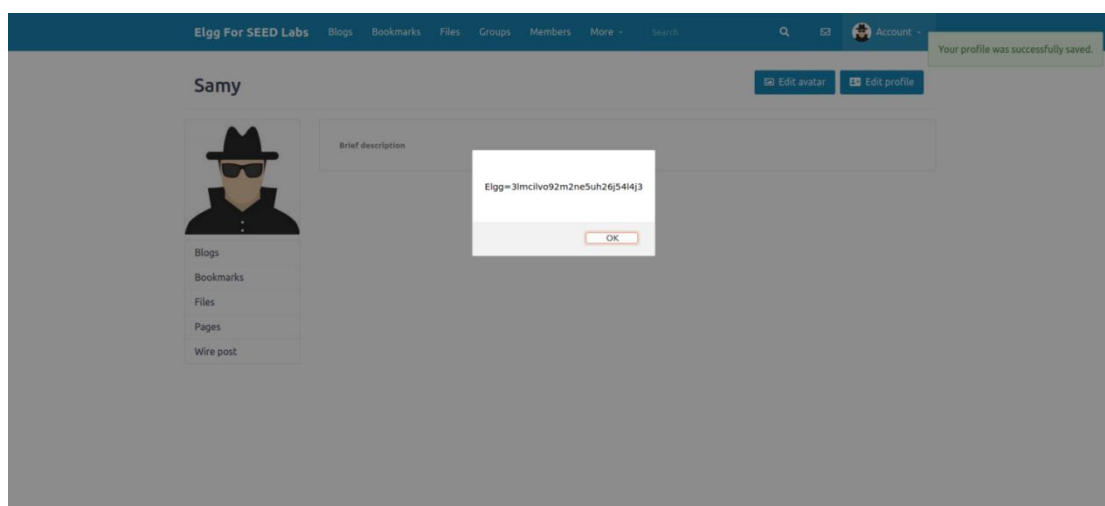 Elgg For SEED Labs Blogs Bookmarks Files Groups Members More Search Account
Your profile was successfully saved.
Samy
Edit avatar Edit profile
Brief description
Elgg=3lmcilvo92m2ne5uh26j54l4j3
OK
Blogs
Bookmarks
Files
Pages
Wire post